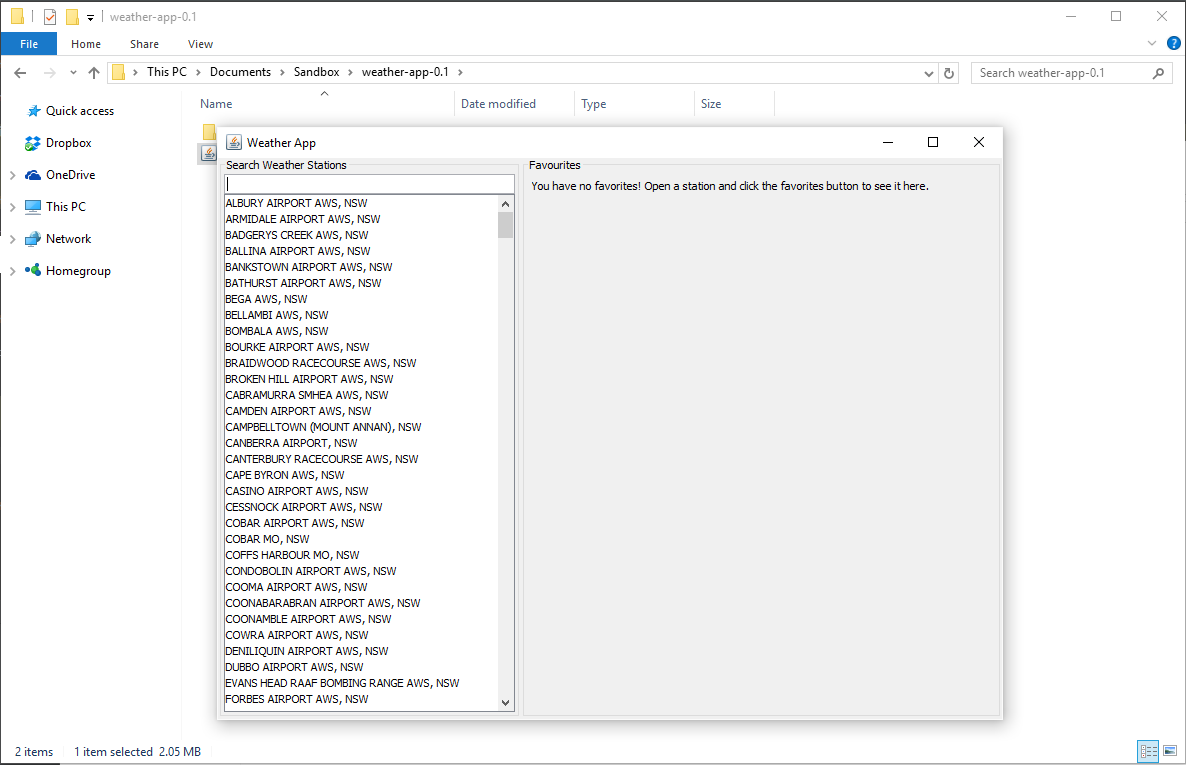 weather-app-0.1
File Home Share View
This PC Documents Sandbox weather-app-0.1
Search weather-app-0.1
Name Date modified Type Size
Quick access
Dropbox
OneDrive
This PC
Network
Homegroup
Weather App
Search Weather Stations
ALBURY AIRPORT AWS, NSW
ARMIDALE AIRPORT AWS, NSW
BADGERYS CREEK AWS, NSW
BALLINA AIRPORT AWS, NSW
BANKSTOWN AIRPORT AWS, NSW
BATHURST AIRPORT AWS, NSW
BEGA AWS, NSW
BELLAMBI AWS, NSW
BOMBALA AWS, NSW
BOURKE AIRPORT AWS, NSW
BRAIDWOOD RACECOURSE AWS, NSW
BROKEN HILL AIRPORT AWS, NSW
CABRAMURRA SMHEA AWS, NSW
CAMDEN AIRPORT AWS, NSW
CAMPBELLTOWN (MOUNT ANNAN), NSW
CANBERRA AIRPORT, NSW
CANTERBURY RACECOURSE AWS, NSW
CAPE BYRON AWS, NSW
CASINO AIRPORT AWS, NSW
CESSNOCK AIRPORT AWS, NSW
COBAR AIRPORT AWS, NSW
COBAR MO, NSW
COFFS HARBOUR MO, NSW
CONDOBOLIN AIRPORT AWS, NSW
COOMA AIRPORT AWS, NSW
COONABARABRAN AIRPORT AWS, NSW
COONAMBLE AIRPORT AWS, NSW
COWRA AIRPORT AWS, NSW
DENILIQUIN AIRPORT AWS, NSW
DUBBO AIRPORT AWS, NSW
EVANS HEAD RAAF BOMBING RANGE AWS, NSW
FORBES AIRPORT AWS, NSW
Favourites
You have no favorites! Open a station and click the favorites button to see it here.
2 items 1 item selected 2.05 MB